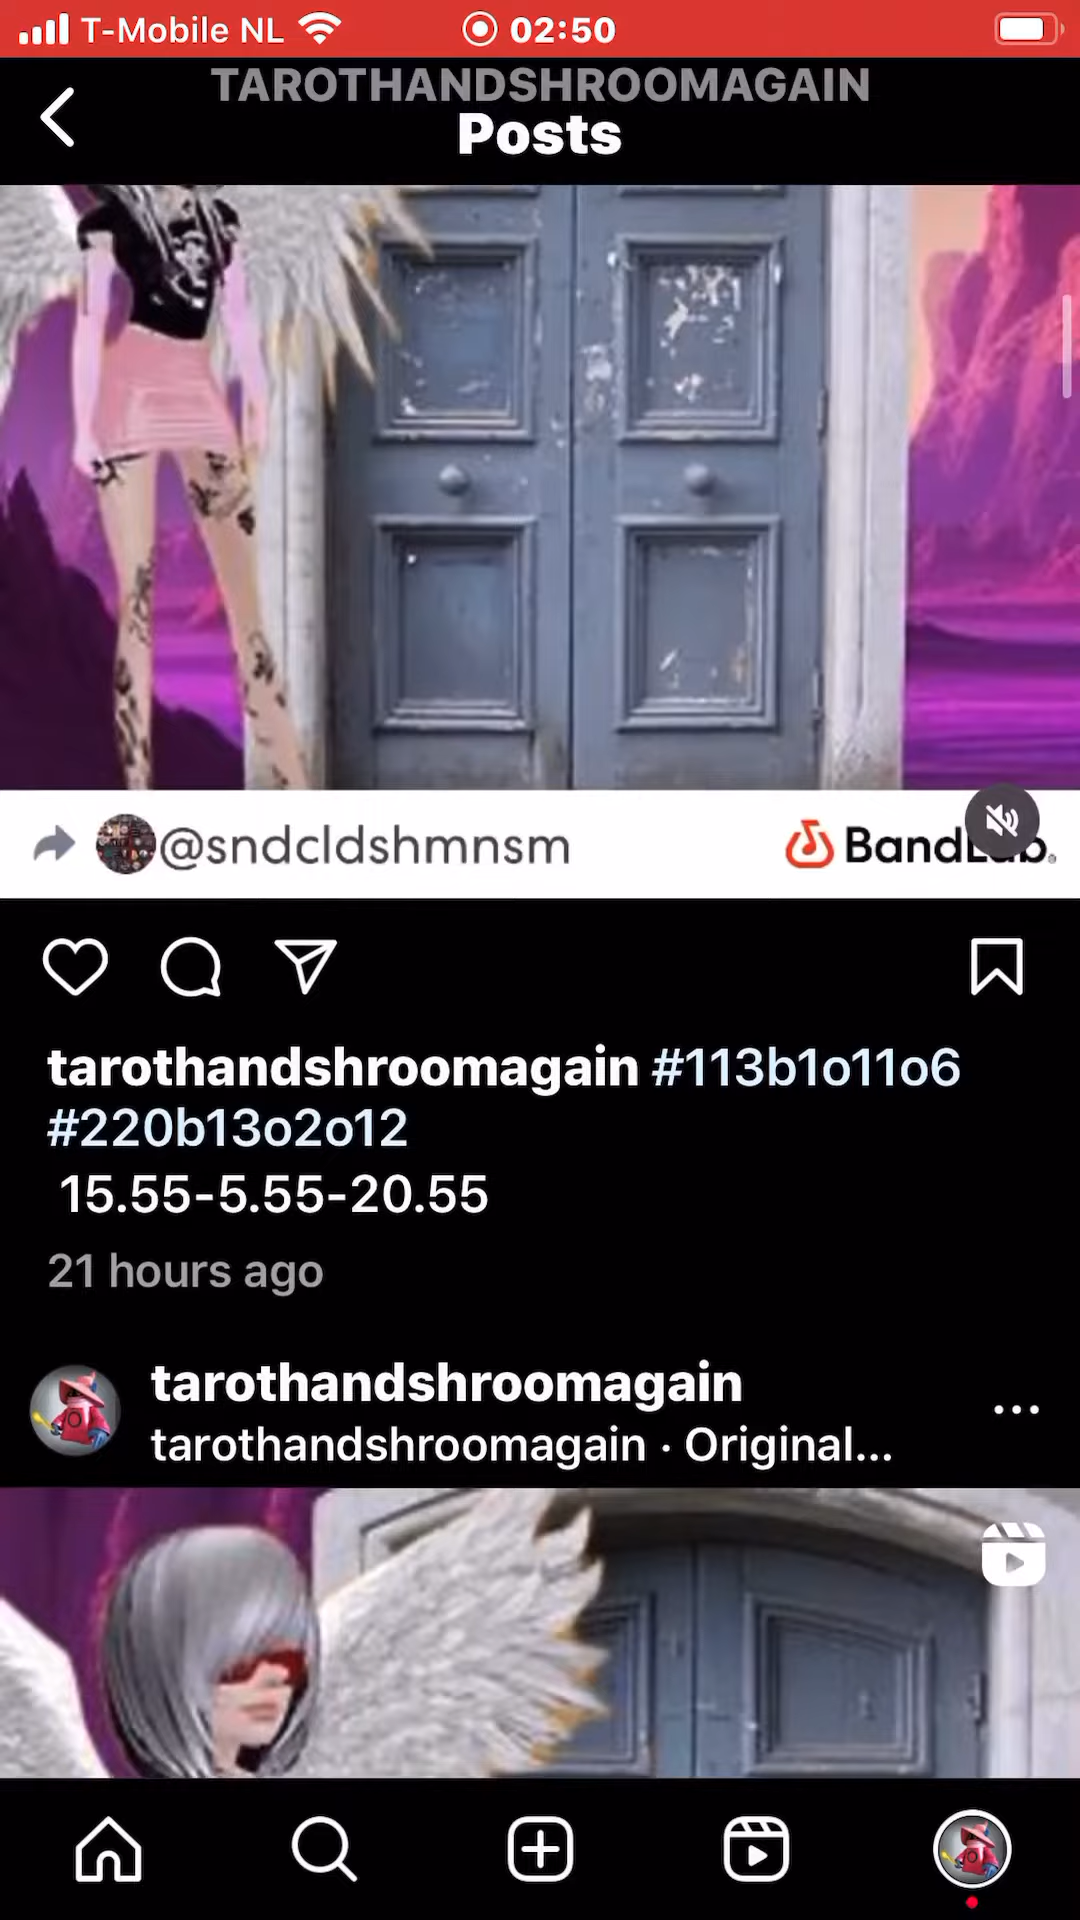 T-Mobile NL 02:50
TAROTHANDSHROOMAGAIN
Posts
@sndcldshmnsm BandLab.
tarothandshroomagain #113b1o11o6
#220b13o2o12
15.55-5.55-20.55
21 hours ago
tarothandshroomagain
tarothandshroomagain · Original...